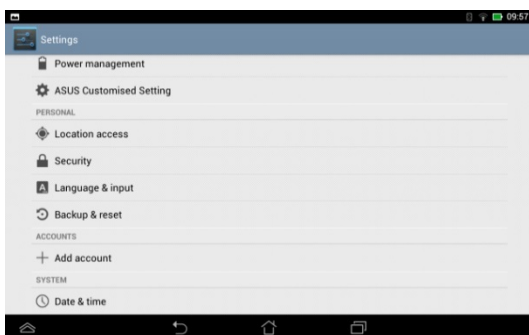 09:57
Settings
Power management
ASUS Customised Setting
PERSONAL
Location access
Security
A Language & input
Backup & reset
ACCOUNTS
Add account
SYSTEM
Date & time